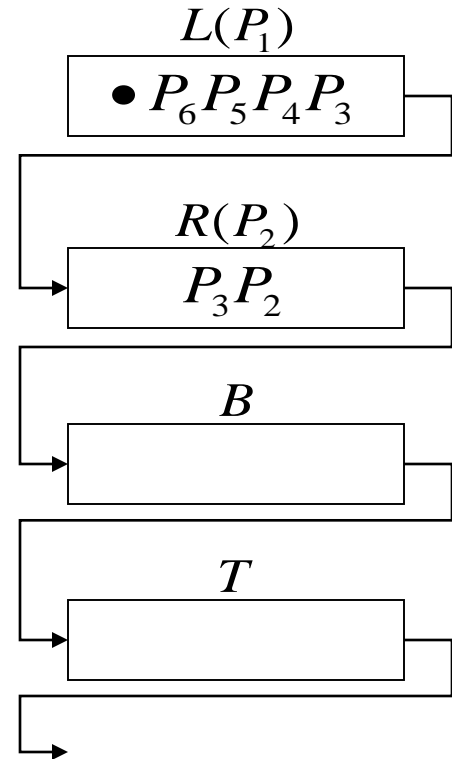 L(P₁)
• P₆P₅P₄P₃
R(P₂)
P₃P₂
B
T